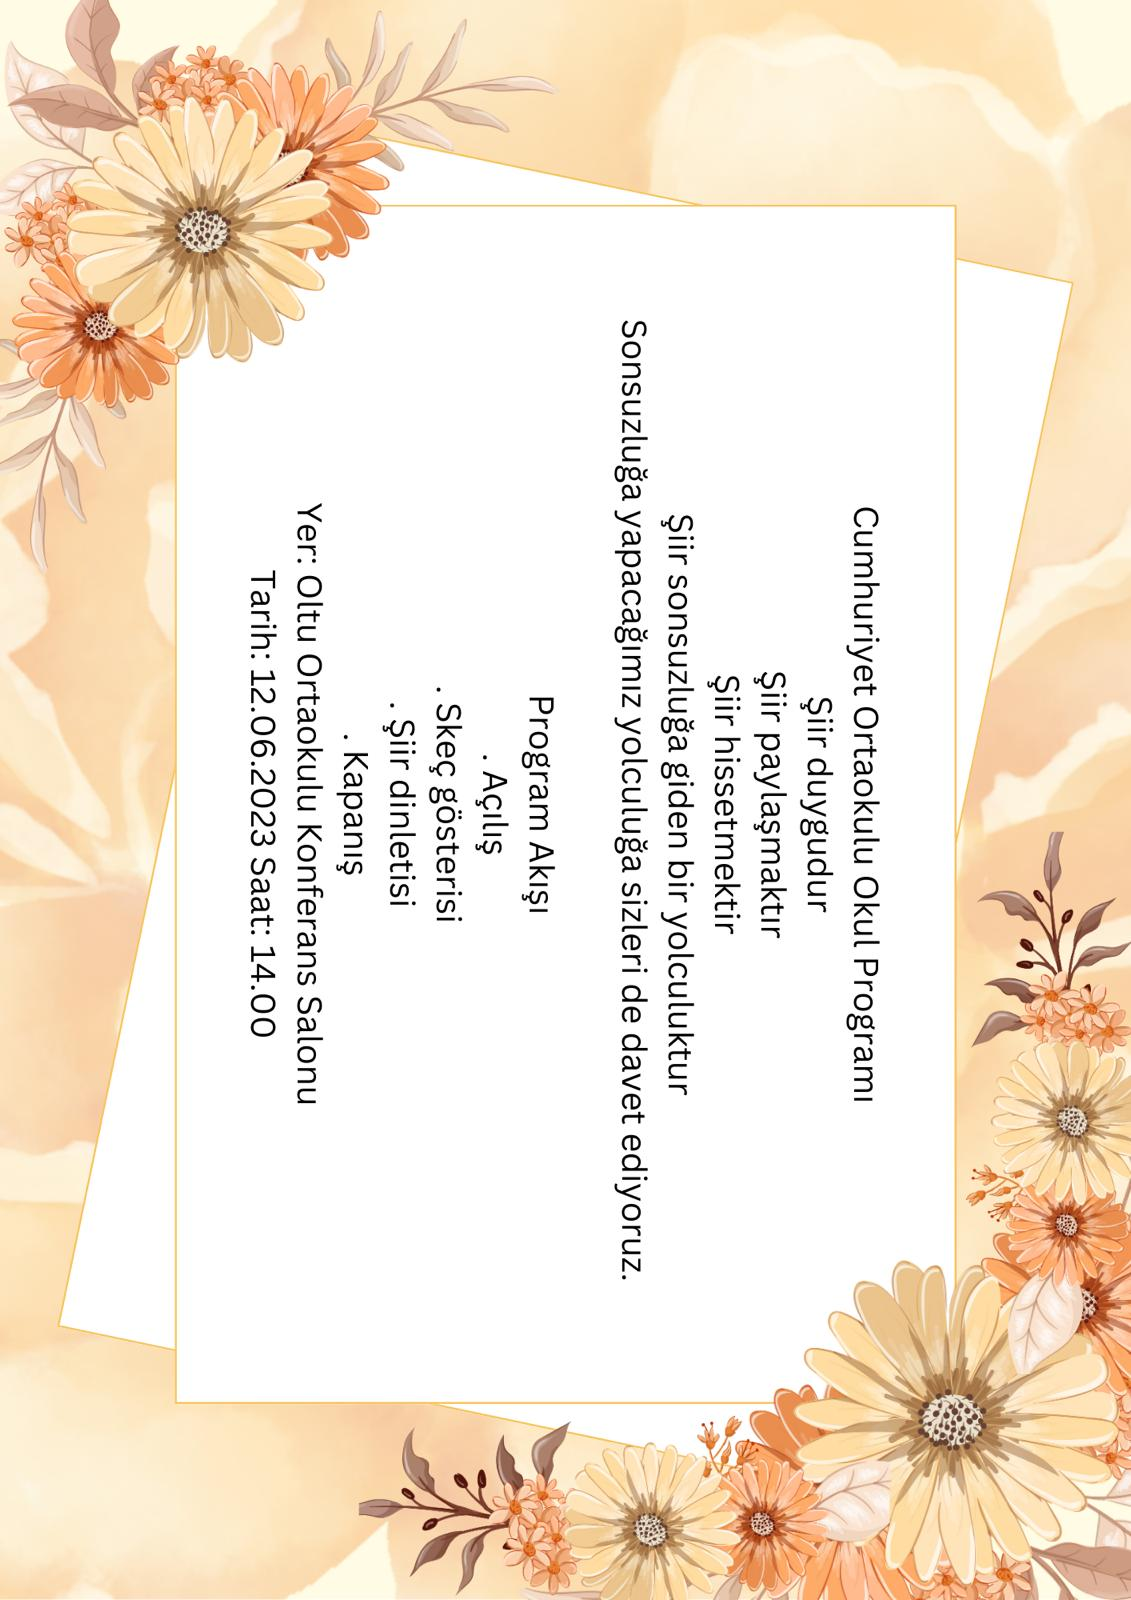 Cumhuriyet Ortaokulu Okul Programı
Şiir duygudur
Şiir paylaşmaktır
Şiir hissetmektir
Şiir sonsuzluğa giden bir yolculuktur
Sonsuzluğa yapacağımız yolculuğa sizleri de davet ediyoruz.
Program Akışı
. Açılış
. Skeç gösterisi
. Şiir dinletisi
. Kapanış
Yer: Oltu Ortaokulu Konferans Salonu
Tarih: 12.06.2023 Saat: 14.00